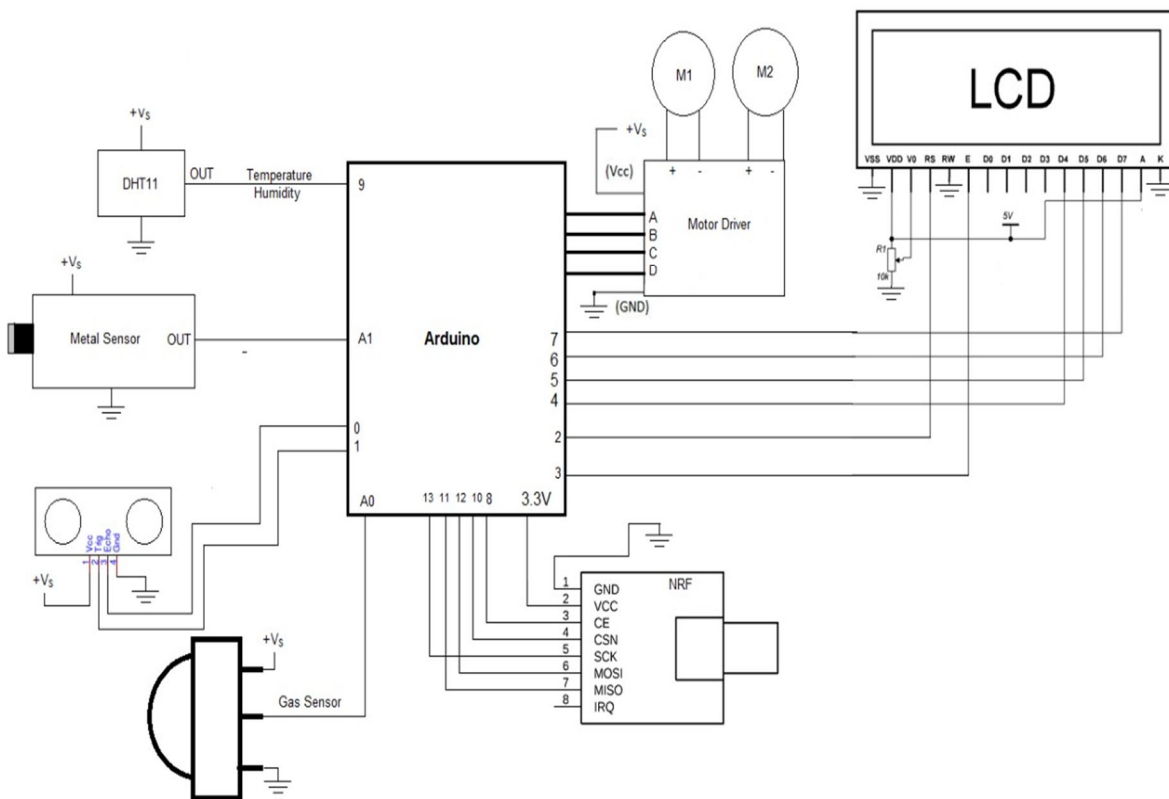 +Vs
DHT11
OUT
Temperature
Humidity
9
+Vs
Metal Sensor
OUT
A1
Arduino
0
1
A0
13 11 12 10 8 3.3V
7
6
5
4
2
3
1 Vcc
2 Trig
3 Echo
4 Gnd
+Vs
+Vs
Gas Sensor
M1
M2
+Vs
(Vcc)
+ - + -
Motor Driver
A
B
C
D
(GND)
LCD
VSS VDD V0 RS RW E D0 D1 D2 D3 D4 D5 D6 D7 A K
5V
R1
10k
NRF
1 GND
2 VCC
3 CE
4 CSN
5 SCK
6 MOSI
7 MISO
8 IRQ